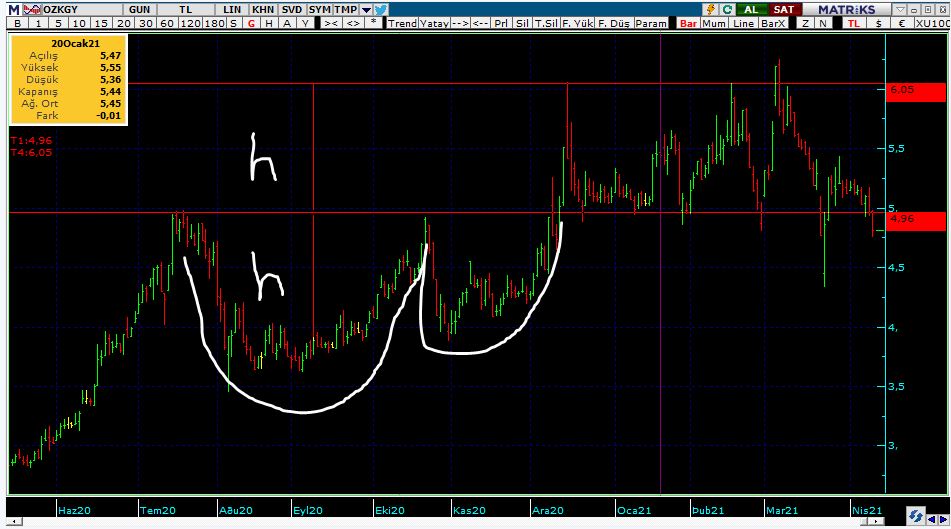 M OZKGY GUN TL LIN KHN SVD SYM TMP AL SAT MATRiKS
B 1 5 10 15 20 30 60 120 180 S G H A Y >< <> * Trend Yatay --> <-- Prl Sil T.Sil F. Yük F. Düş Param Bar Mum Line BarX Z N TL $ € XU100
20Ocak21
Açılış 5,47
Yüksek 5,55
Düşük 5,36
Kapanış 5,44
Ağ. Ort 5,45
Fark -0,01
T1:4,96
T4:6,05
h
h
6,05
5,5
5,
4,96
4,5
4,
3,5
3,
Haz20 Tem20 Aðu20 Eyl20 Eki20 Kas20 Ara20 Oca21 Þub21 Mar21 Nis21